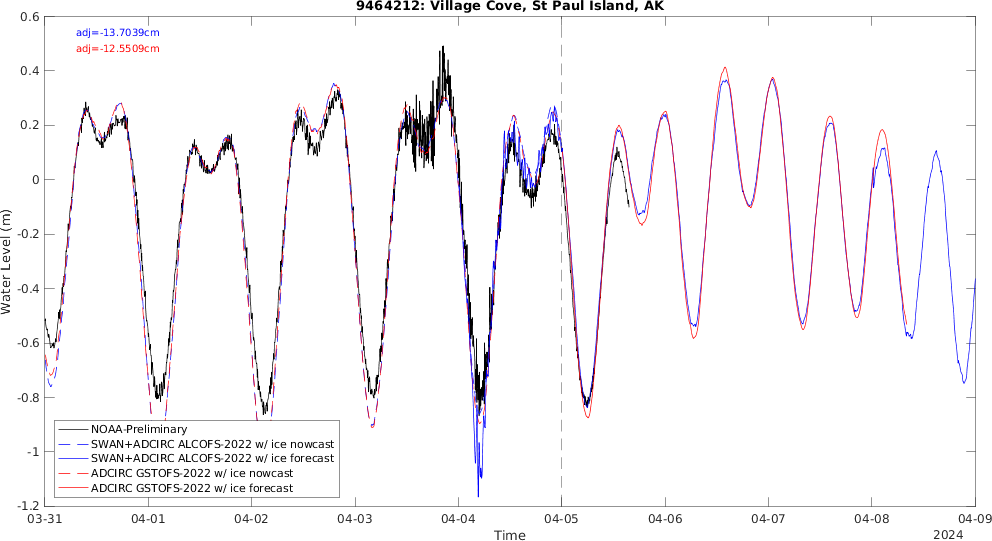 9464212: Village Cove, St Paul Island, AK
adj=-13.7039cm
adj=-12.5509cm
0.6
0.4
0.2
0
-0.2
-0.4
-0.6
-0.8
-1
-1.2
Water Level (m)
NOAA-Preliminary
SWAN+ADCIRC ALCOFS-2022 w/ ice nowcast
SWAN+ADCIRC ALCOFS-2022 w/ ice forecast
ADCIRC GSTOFS-2022 w/ ice nowcast
ADCIRC GSTOFS-2022 w/ ice forecast
03-31 04-01 04-02 04-03 04-04 04-05 04-06 04-07 04-08 04-09
Time
2024